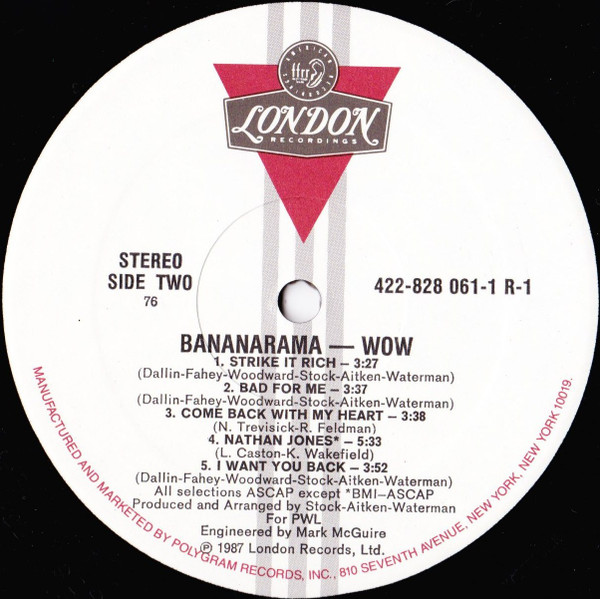 AMERICAN
ffrr
LONDON
RECORDINGS
STEREO
SIDE TWO
76
422-828 061-1 R-1
BANANARAMA — WOW
1. STRIKE IT RICH – 3:27
(Dallin-Fahey-Woodward-Stock-Aitken-Waterman)
2. BAD FOR ME – 3:37
(Dallin-Fahey-Woodward-Stock-Aitken-Waterman)
3. COME BACK WITH MY HEART – 3:38
(N. Trevisick-R. Feldman)
4. NATHAN JONES* – 5:33
(L. Caston-K. Wakefield)
5. I WANT YOU BACK – 3:52
(Dallin-Fahey-Woodward-Stock-Aitken-Waterman)
All selections ASCAP except *BMI–ASCAP
Produced and Arranged by Stock-Aitken-Waterman
For PWL
Engineered by Mark McGuire
℗ 1987 London Records, Ltd.
MANUFACTURED AND MARKETED BY POLYGRAM RECORDS, INC., 810 SEVENTH AVENUE, NEW YORK, NEW YORK 10019.